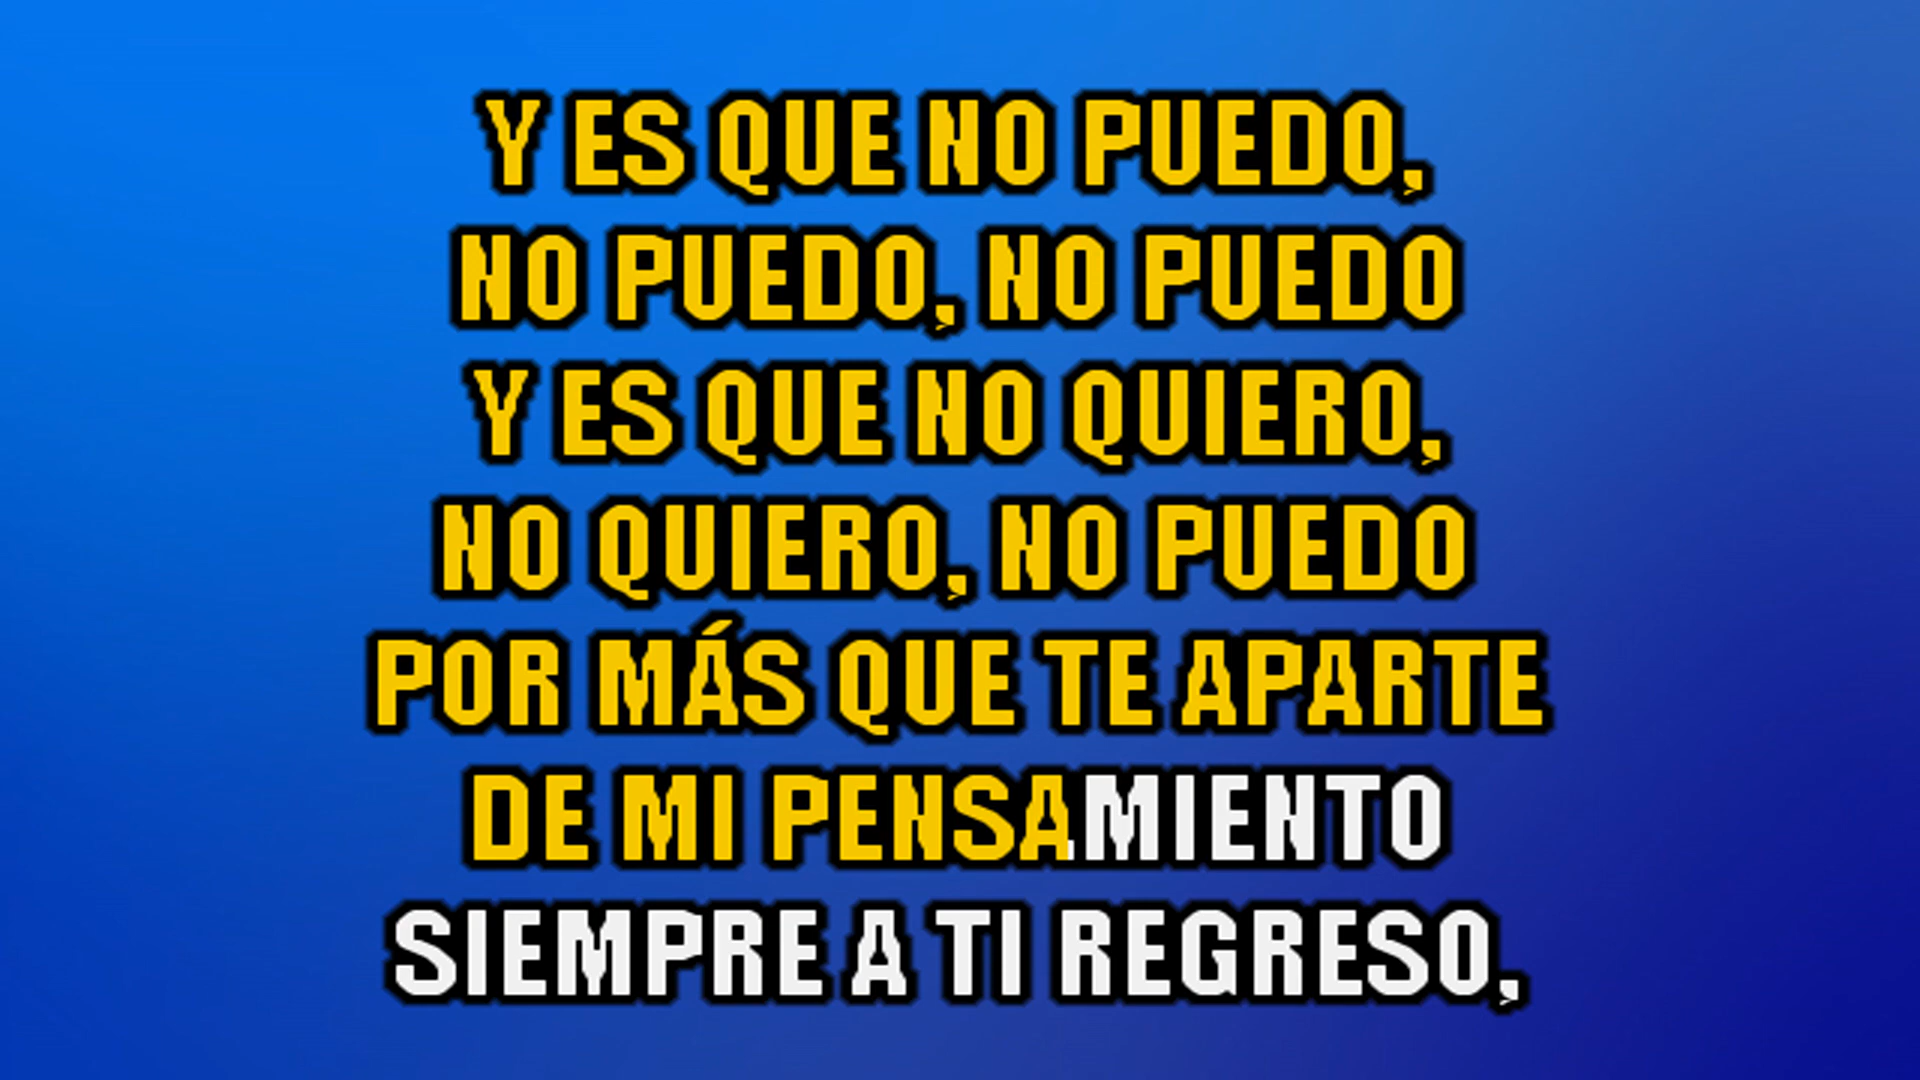 Y ES QUE NO PUEDO,
NO PUEDO, NO PUEDO
Y ES QUE NO QUIERO,
NO QUIERO, NO PUEDO
POR MÁS QUE TE APARTE
DE MI PENSAMIENTO
SIEMPRE A TI REGRESO,